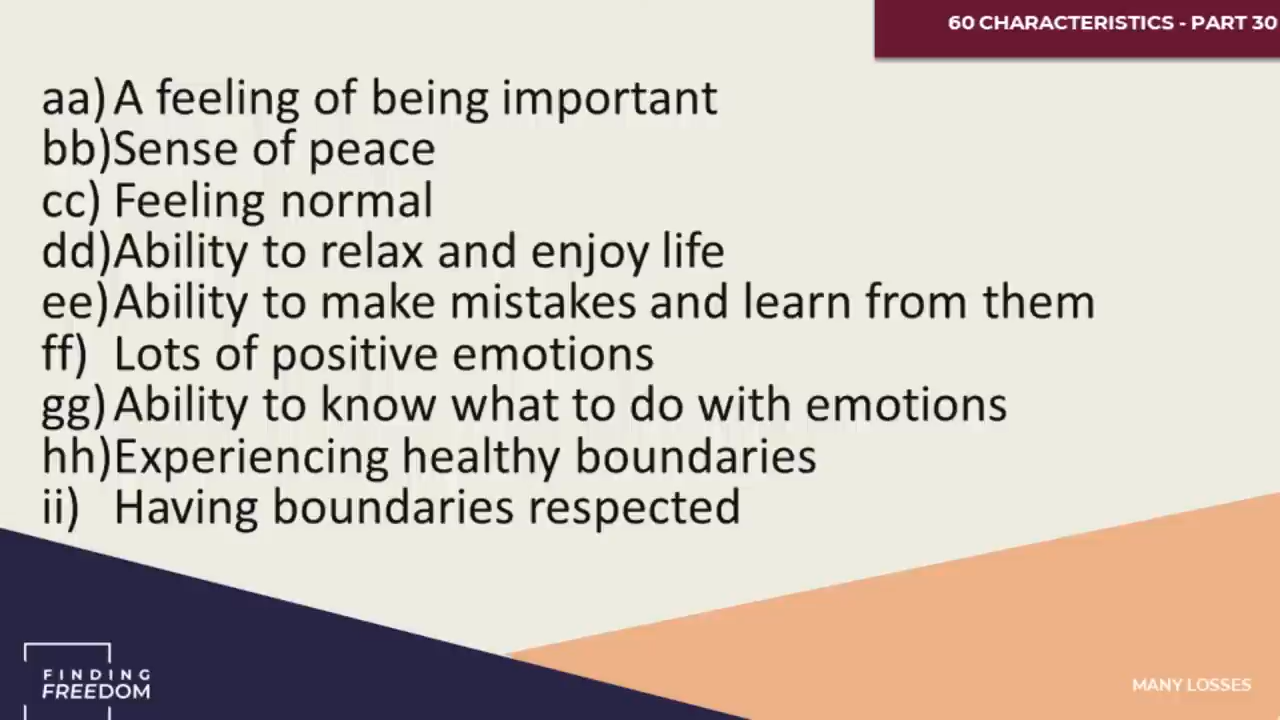 60 CHARACTERISTICS - PART 30
aa) A feeling of being important
bb) Sense of peace
cc) Feeling normal
dd) Ability to relax and enjoy life
ee) Ability to make mistakes and learn from them
ff) Lots of positive emotions
gg) Ability to know what to do with emotions
hh) Experiencing healthy boundaries
ii) Having boundaries respected
FINDING
FREEDOM
MANY LOSSES